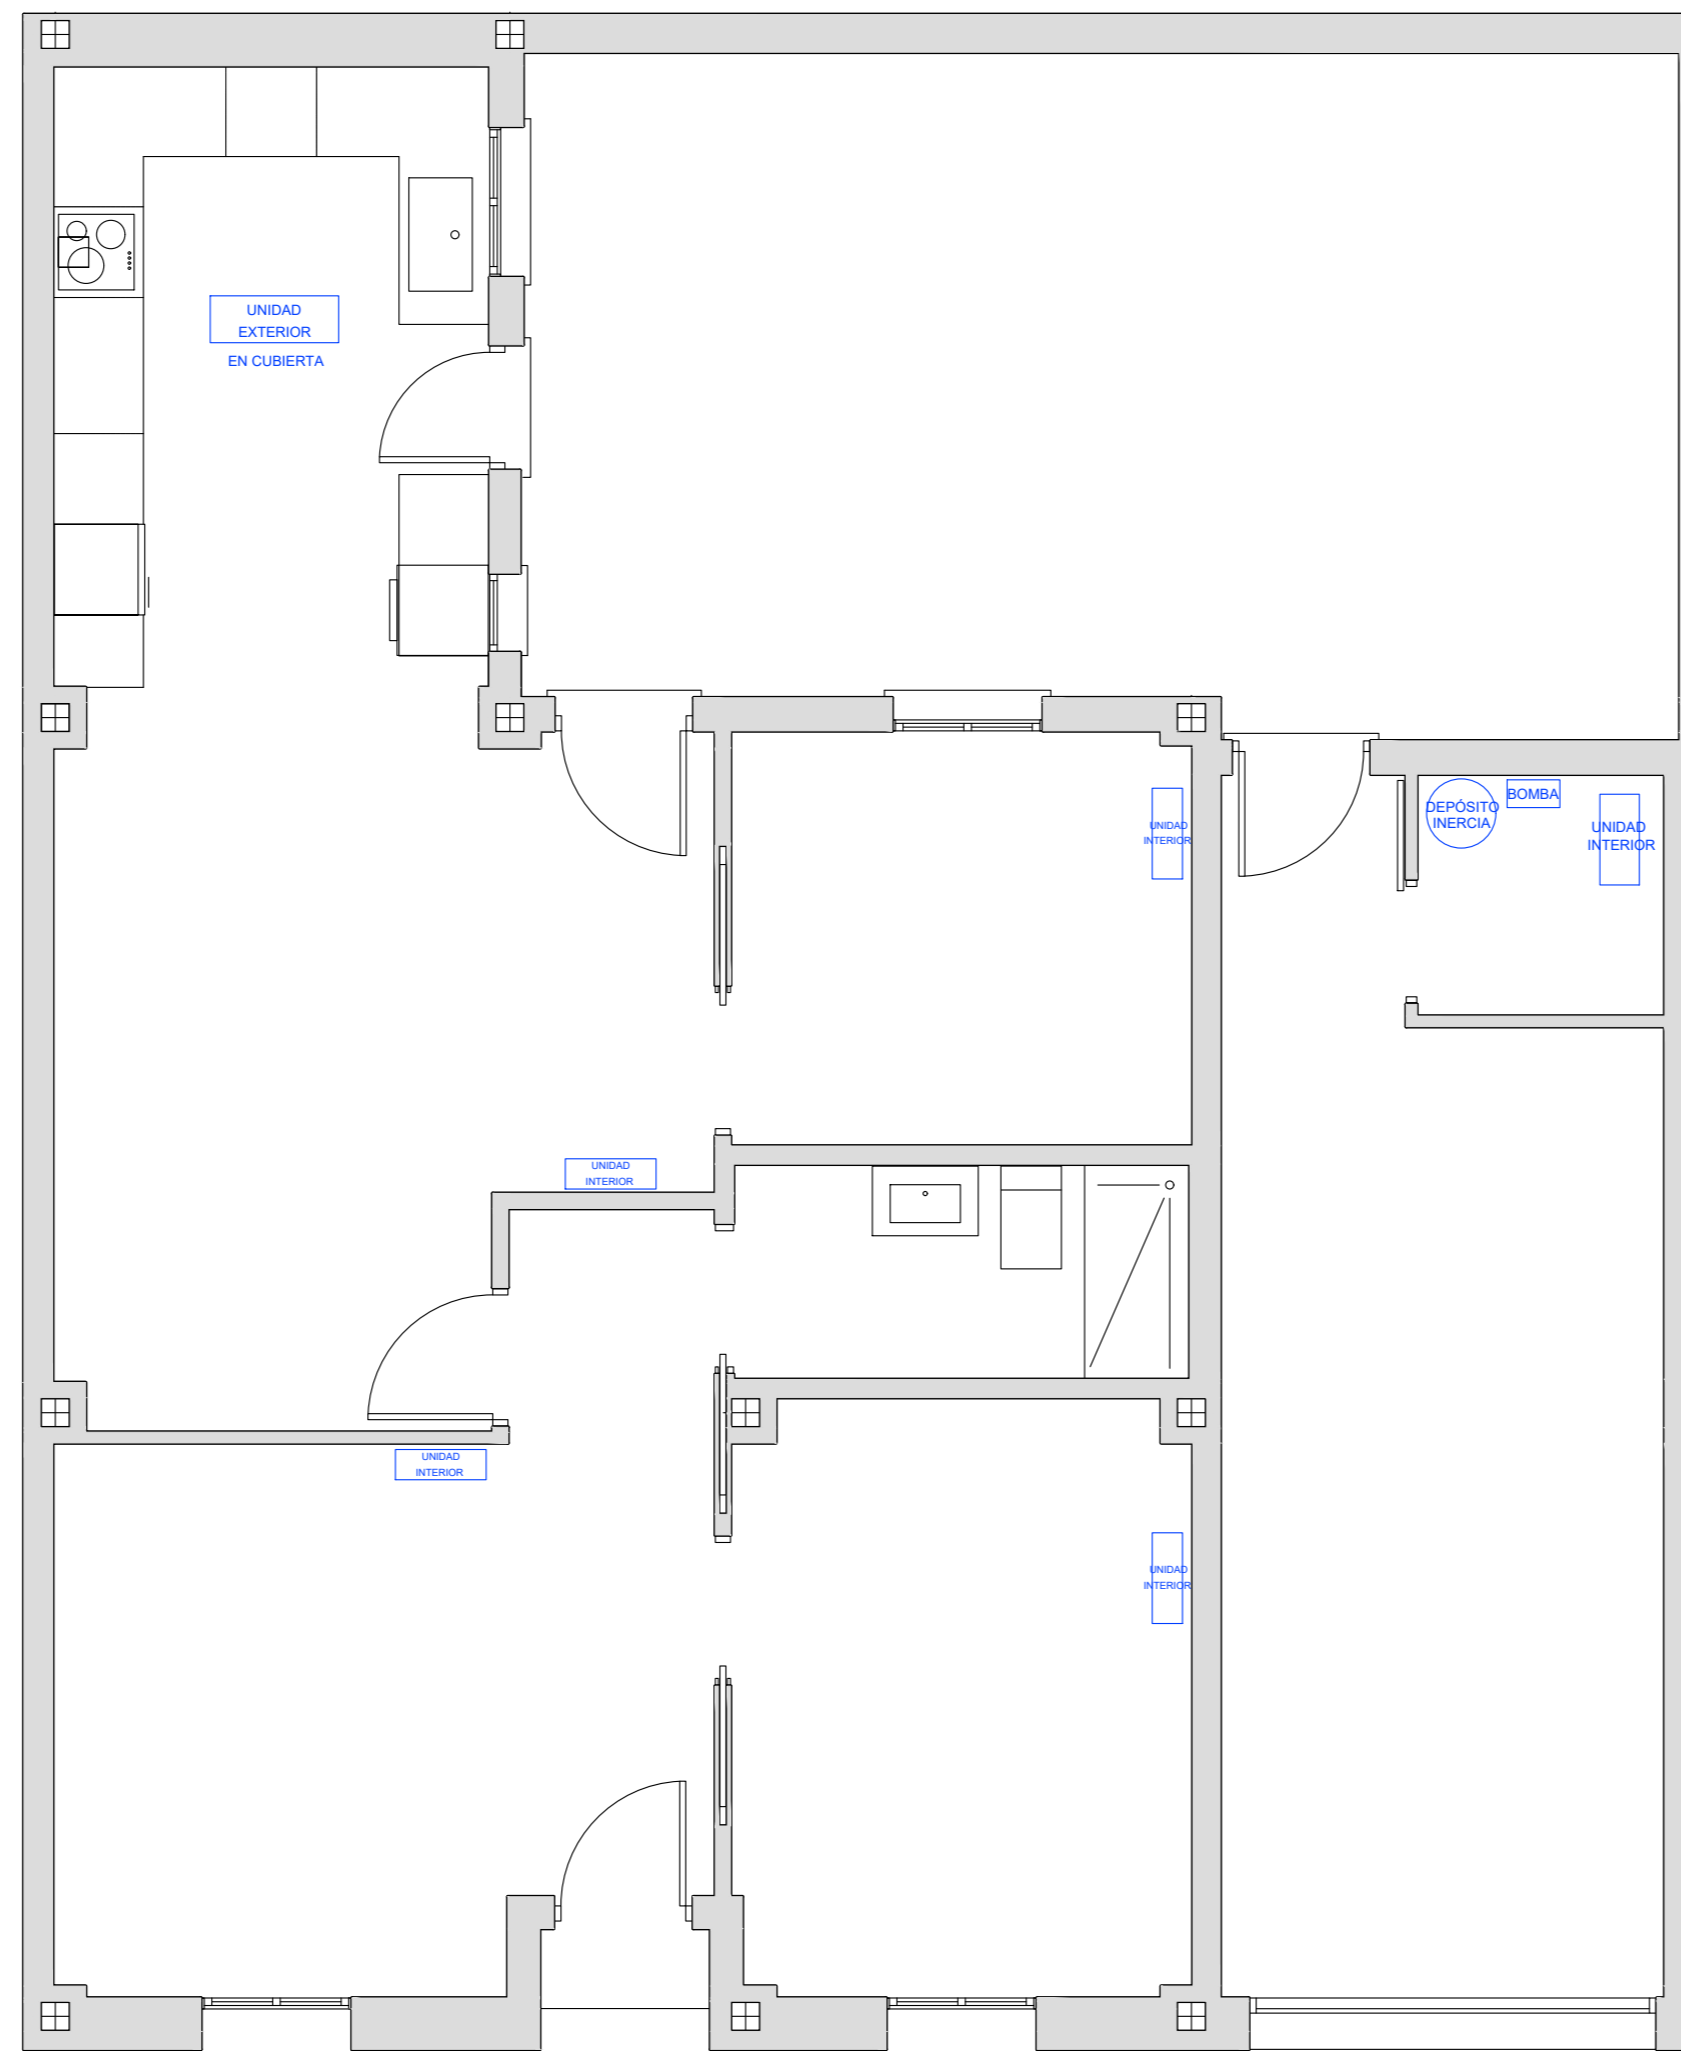 UNIDAD
EXTERIOR
EN CUBIERTA
DEPÓSITO
INERCIA
BOMBA
UNIDAD
INTERIOR
UNIDAD
INTERIOR
UNIDAD
INTERIOR
UNIDAD
INTERIOR
UNIDAD
INTERIOR